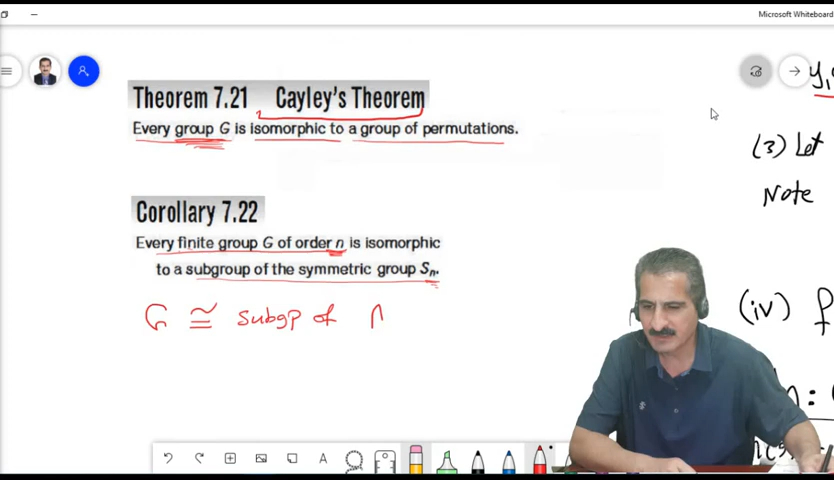 Microsoft Whiteboard
Theorem 7.21 Cayley's Theorem
Every group G is isomorphic to a group of permutations.
Corollary 7.22
Every finite group G of order n is isomorphic
to a subgroup of the symmetric group Sn.
G ≅ subgp of
(3) Let
Note
(iv)